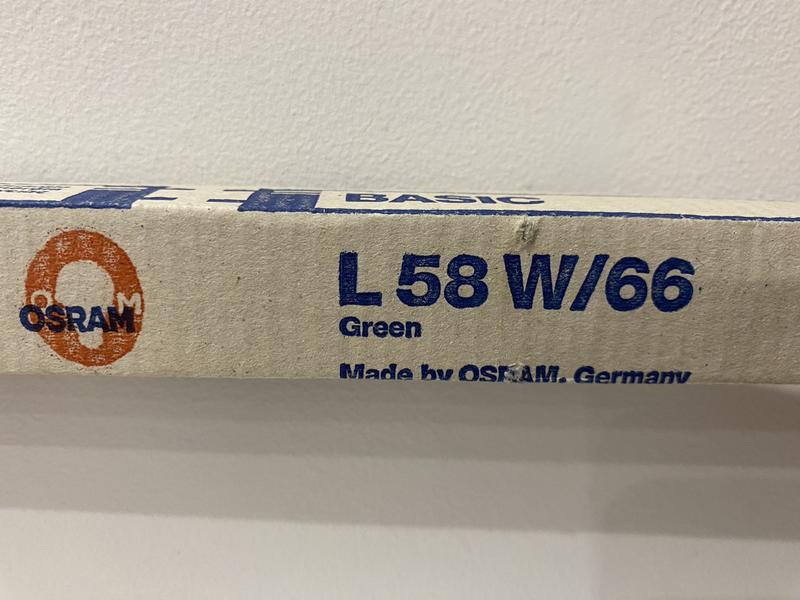 BASIC
OSRAM
L 58 W/66
Green
Made by OSRAM, Germany